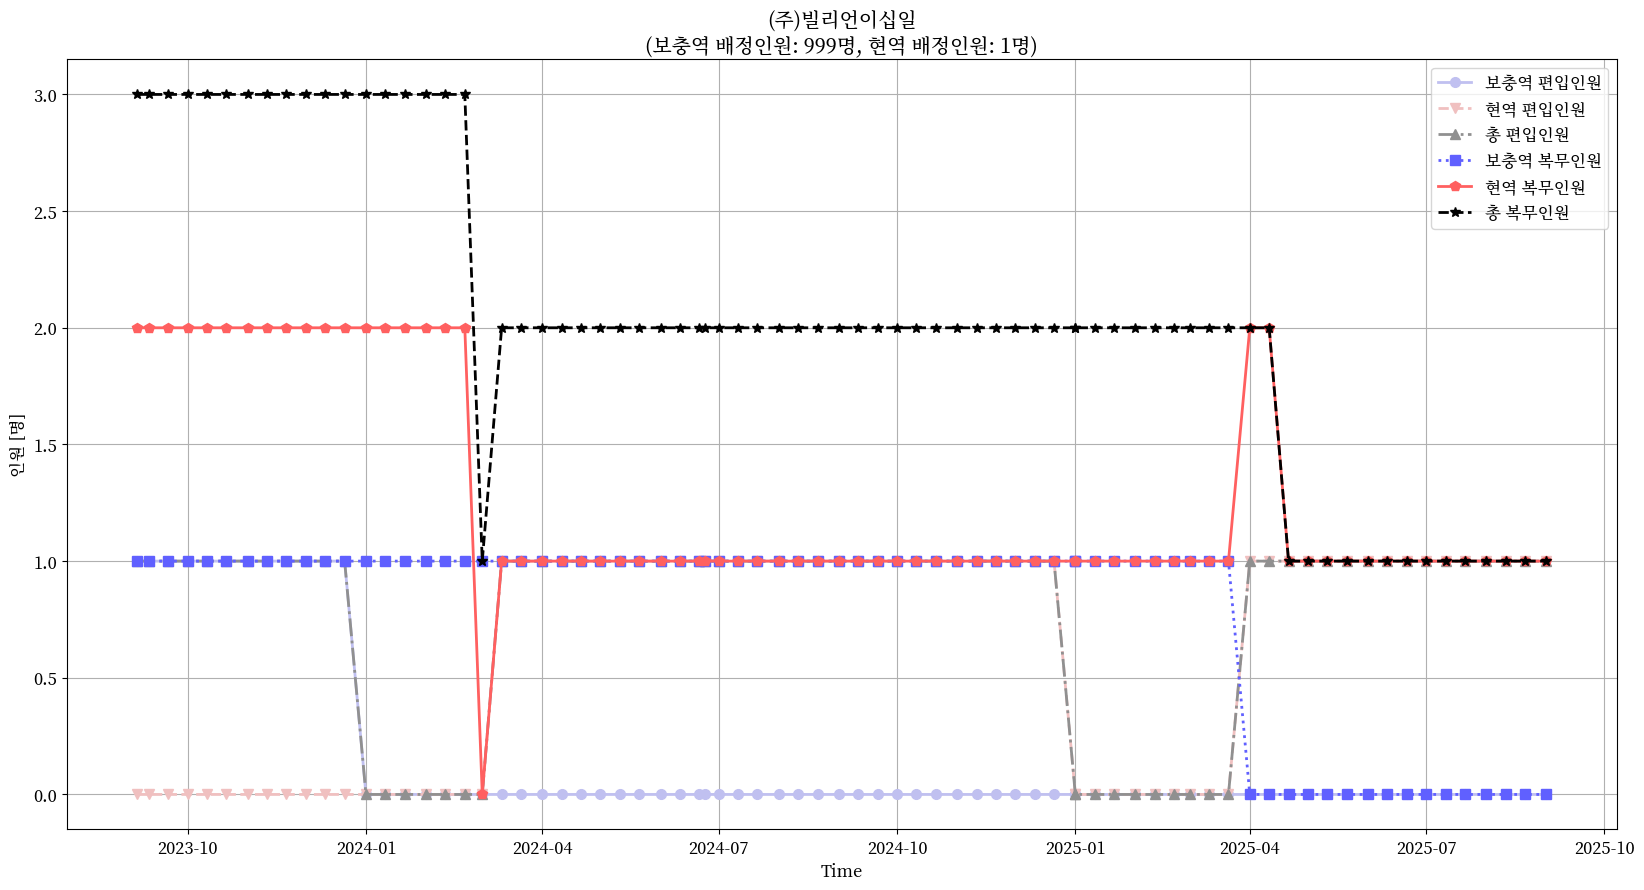 (주)빌리언이십일
(보충역 배정인원: 999명, 현역 배정인원: 1명)
보충역 편입인원
현역 편입인원
총 편입인원
보충역 복무인원
현역 복무인원
총 복무인원
인원 [명]
3.0
2.5
2.0
1.5
1.0
0.5
0.0
2023-10 2024-01 2024-04 2024-07 2024-10 2025-01 2025-04 2025-07 2025-10
Time